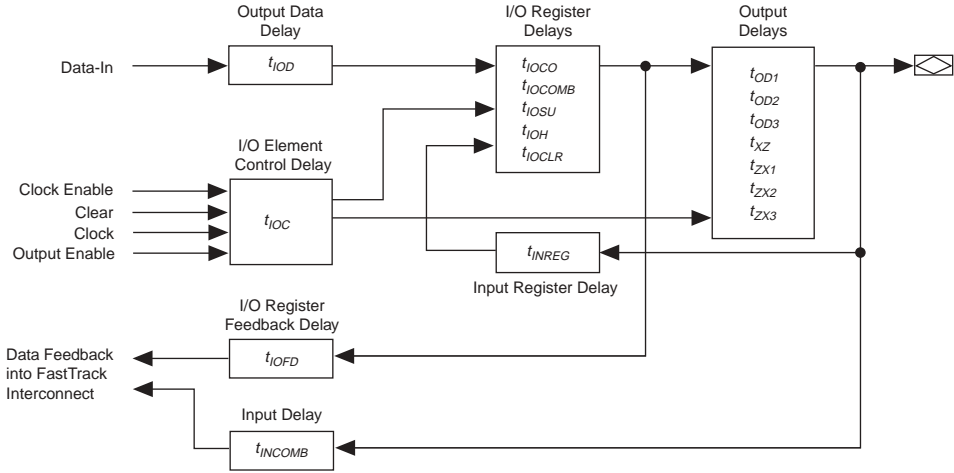 Output Data
Delay
I/O Register
Delays
Output
Delays
Data-In
tIOD
tIOCO
tIOCOMB
tIOSU
tIOH
tIOCLR
tOD1
tOD2
tOD3
tXZ
tZX1
tZX2
tZX3
I/O Element
Control Delay
Clock Enable
Clear
Clock
Output Enable
tIOC
tINREG
Input Register Delay
I/O Register
Feedback Delay
tIOFD
Data Feedback
into FastTrack
Interconnect
Input Delay
tINCOMB